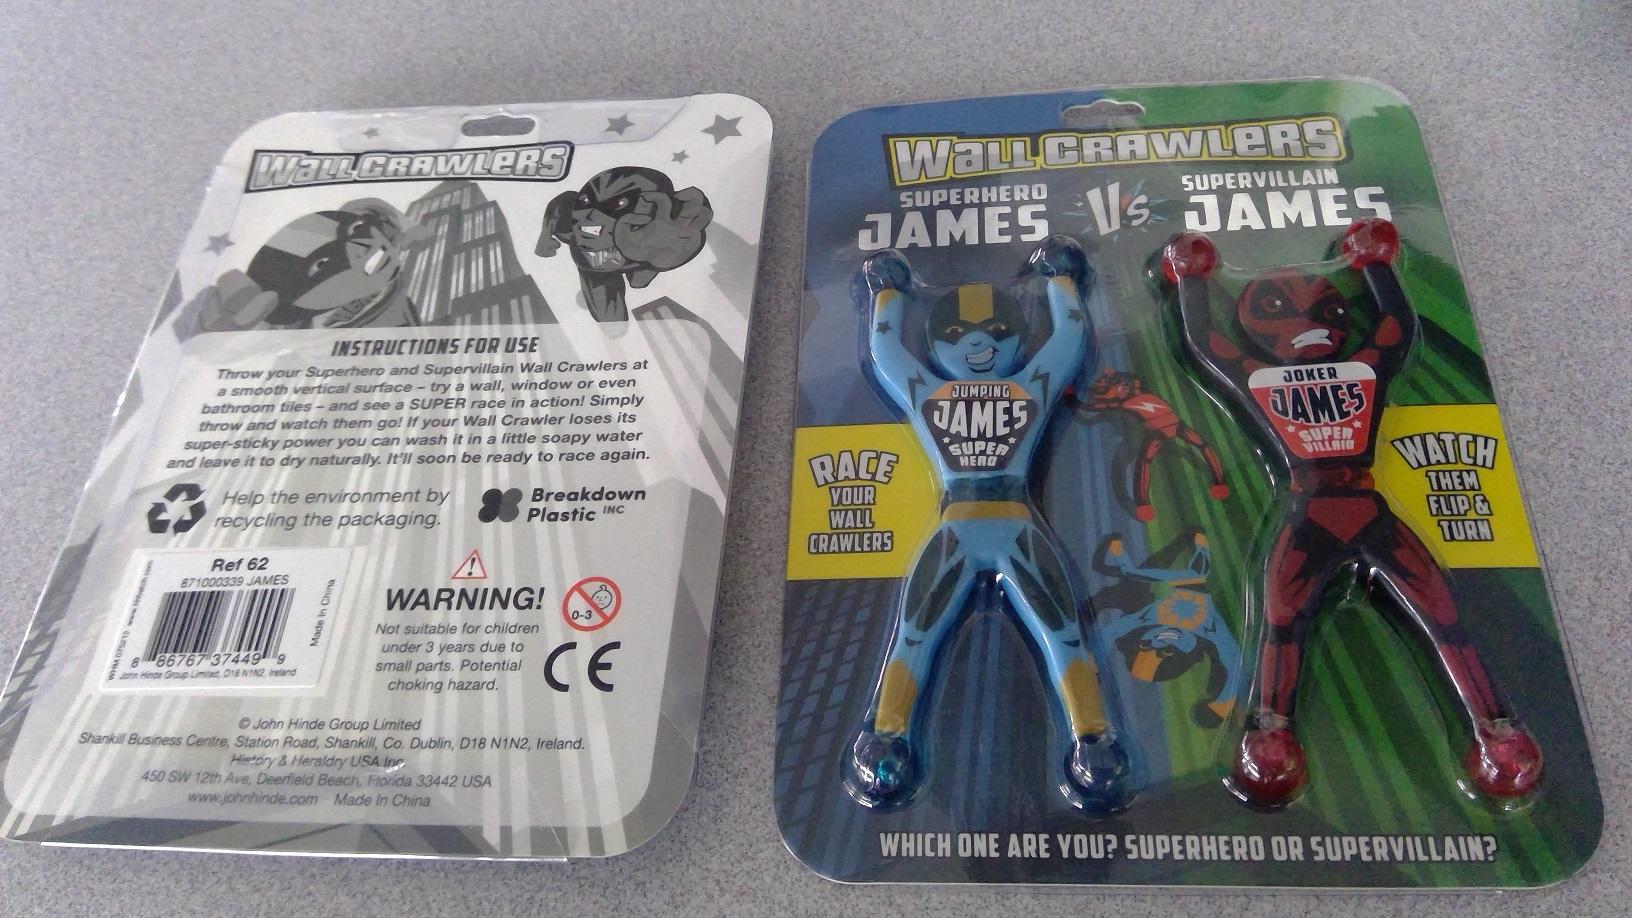 WALL CRAWLERS
INSTRUCTIONS FOR USE
Throw your Superhero and Supervillain Wall Crawlers at
a smooth vertical surface – try a wall, window or even
bathroom tiles – and see a SUPER race in action! Simply
throw and watch them go! If your Wall Crawler loses its
super-sticky power you can wash it in a little soapy water
and leave it to dry naturally. It'll soon be ready to race again.
Help the environment by
recycling the packaging.
Breakdown
Plastic INC
Ref 62
871000339 JAMES
Made In China
8 86767 37449 9
John Hinde Group Limited, D18 N1N2, Ireland
WARNING!
Not suitable for children
under 3 years due to
small parts. Potential
choking hazard.
0-3
CE
© John Hinde Group Limited
Shankill Business Centre, Station Road, Shankill, Co. Dublin, D18 N1N2, Ireland.
History & Heraldry USA Inc
450 SW 12th Ave, Deerfield Beach, Florida 33442 USA
www.johnhinde.com Made In China
WALL CRAWLERS
SUPERHERO
JAMES
Vs
SUPERVILLAIN
JAMES
JUMPING
JAMES
SUPER
HERO
JOKER
JAMES
SUPER
VILLAIN
RACE
YOUR
WALL
CRAWLERS
WATCH
THEM
FLIP &
TURN
WHICH ONE ARE YOU? SUPERHERO OR SUPERVILLAIN?